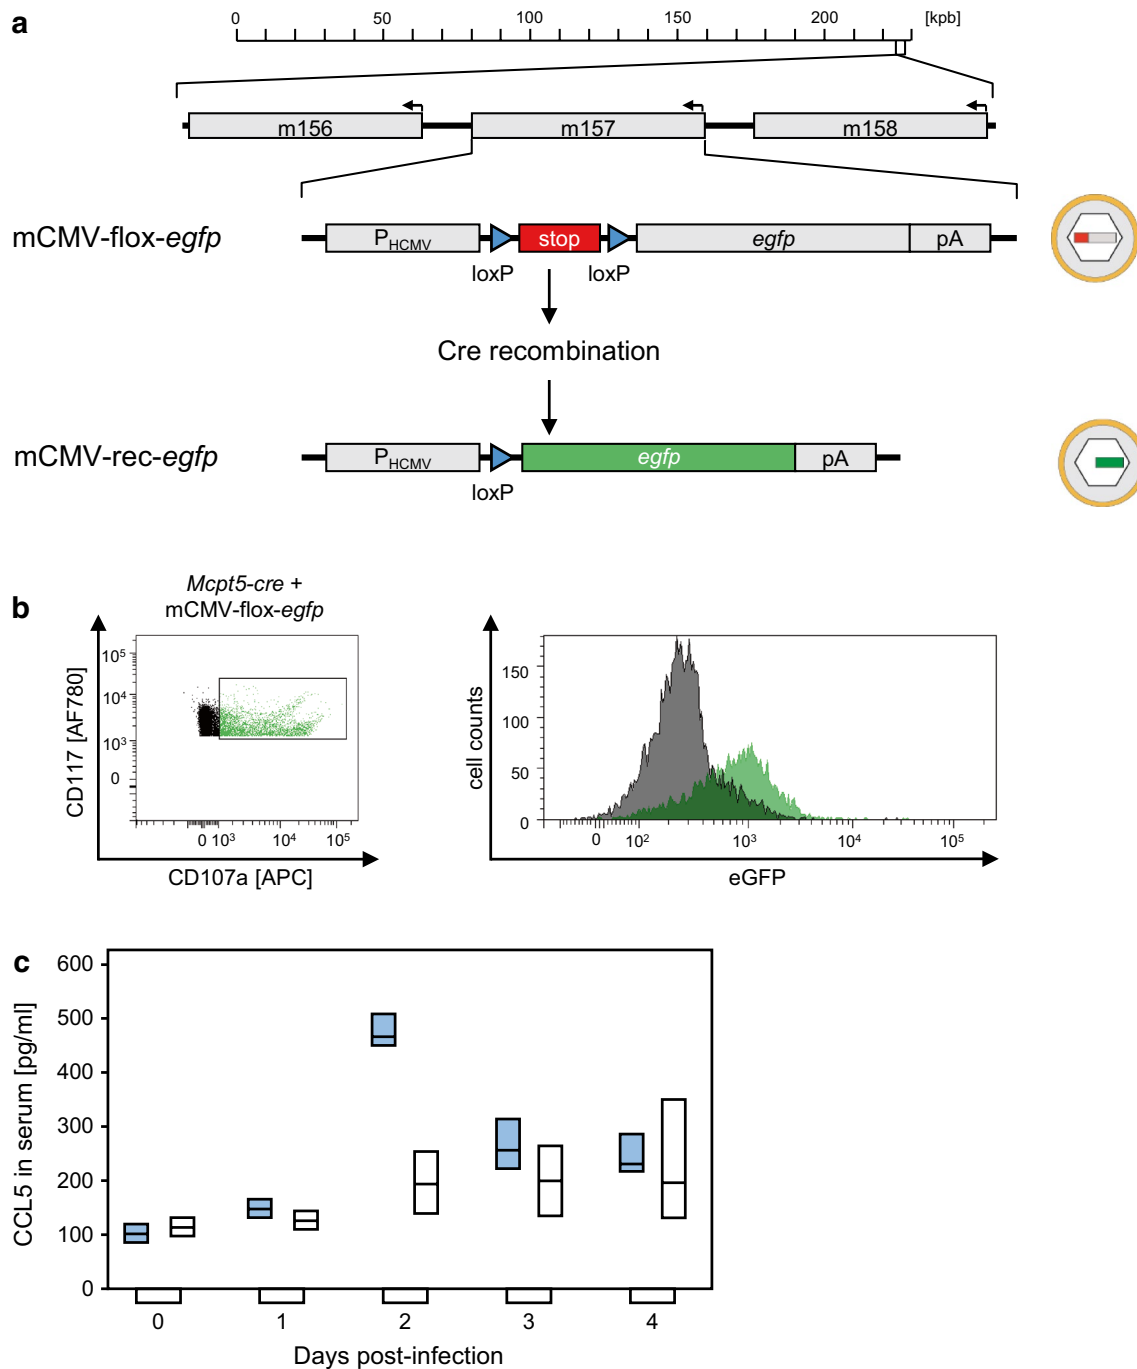 a
0 50 100 150 200 [kpb]
m156 m157 m158
mCMV-flox-egfp
PHCMV stop egfp pA
loxP loxP
Cre recombination
mCMV-rec-egfp
PHCMV egfp pA
loxP
b
Mcpt5-cre +
mCMV-flox-egfp
CD117 [AF780]
10⁵
10⁴
10³
0
0 10³ 10⁴ 10⁵
CD107a [APC]
cell counts
150
100
50
0
0 10² 10³ 10⁴ 10⁵
eGFP
c
CCL5 in serum [pg/ml]
600
500
400
300
200
100
0
0 1 2 3 4
Days post-infection